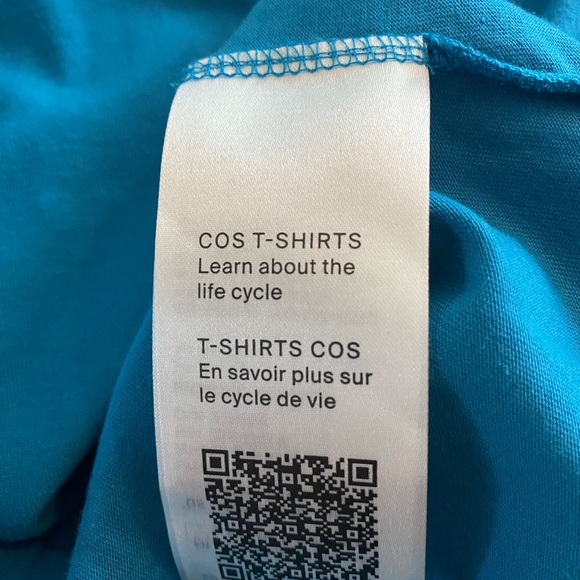 COS T-SHIRTS
Learn about the
life cycle
T-SHIRTS COS
En savoir plus sur
le cycle de vie